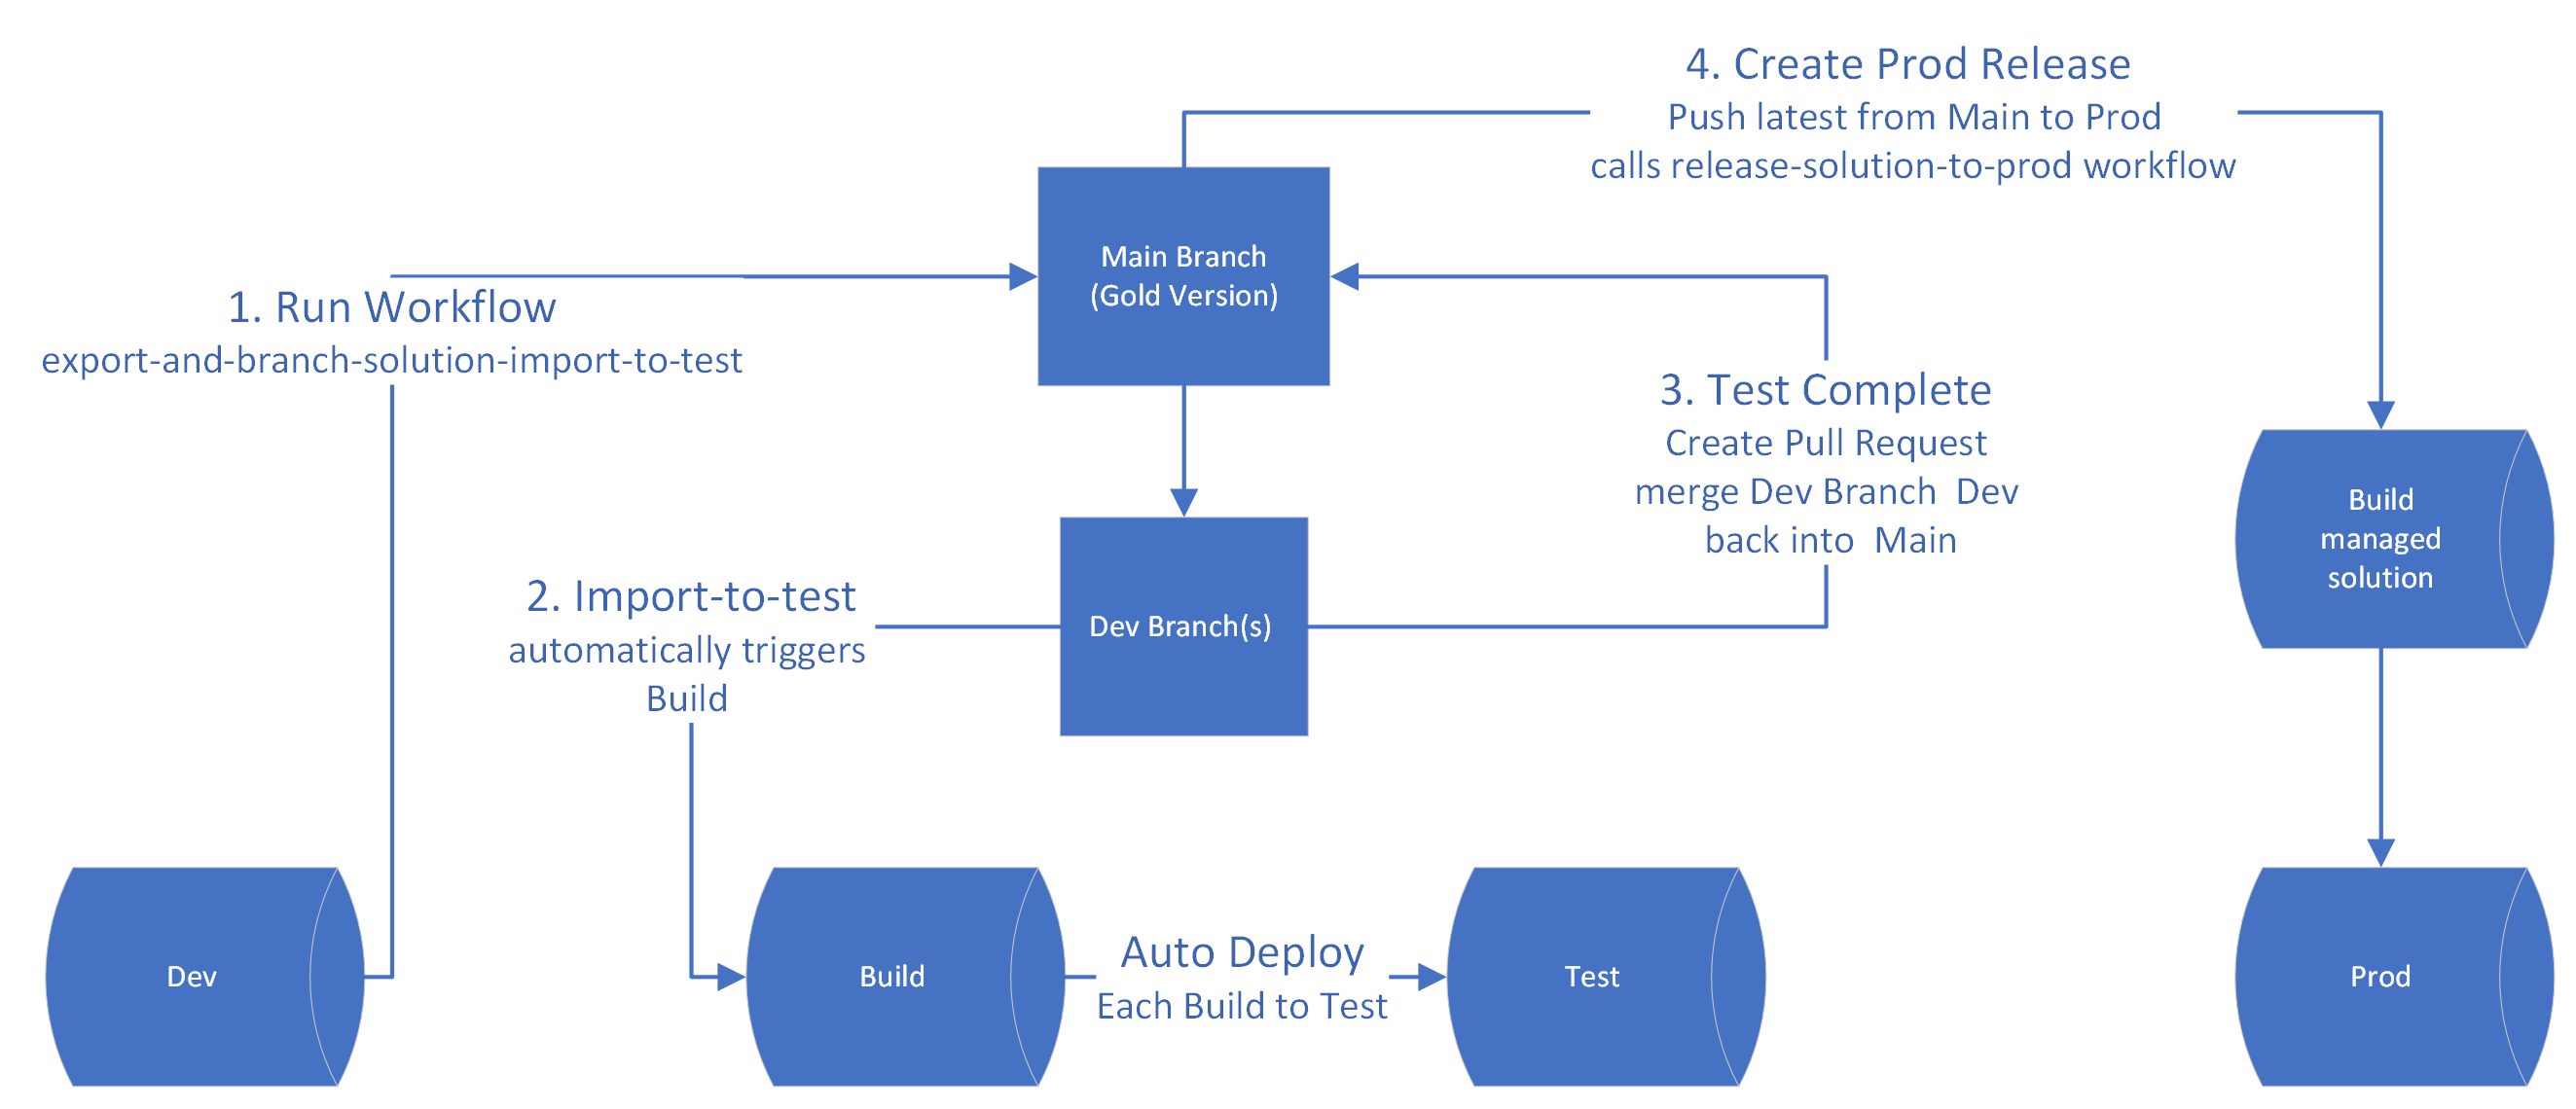 4. Create Prod Release
Push latest from Main to Prod
calls release-solution-to-prod workflow
Main Branch
(Gold Version)
1. Run Workflow
export-and-branch-solution-import-to-test
3. Test Complete
Create Pull Request
merge Dev Branch  Dev
back into  Main
Build
managed
solution
2. Import-to-test
automatically triggers
Build
Dev Branch(s)
Dev
Build
Auto Deploy
Each Build to Test
Test
Prod